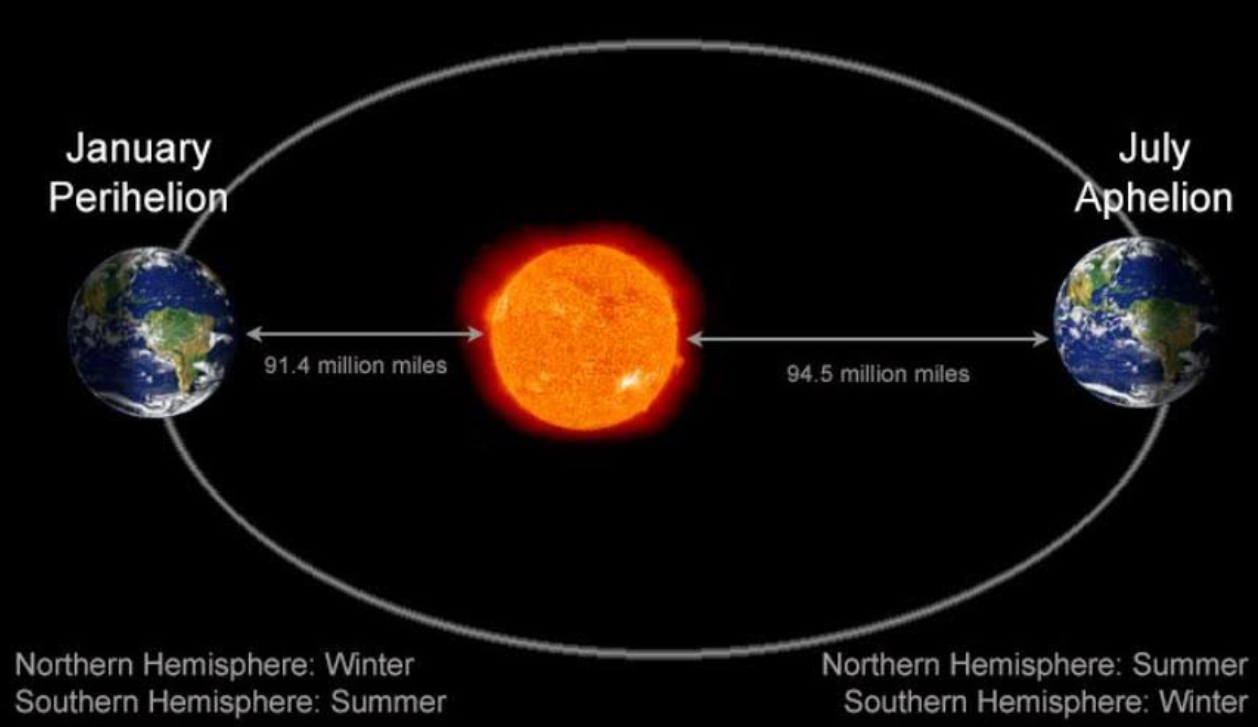 January
Perihelion
July
Aphelion
91.4 million miles
94.5 million miles
Northern Hemisphere: Winter
Southern Hemisphere: Summer
Northern Hemisphere: Summer
Southern Hemisphere: Winter